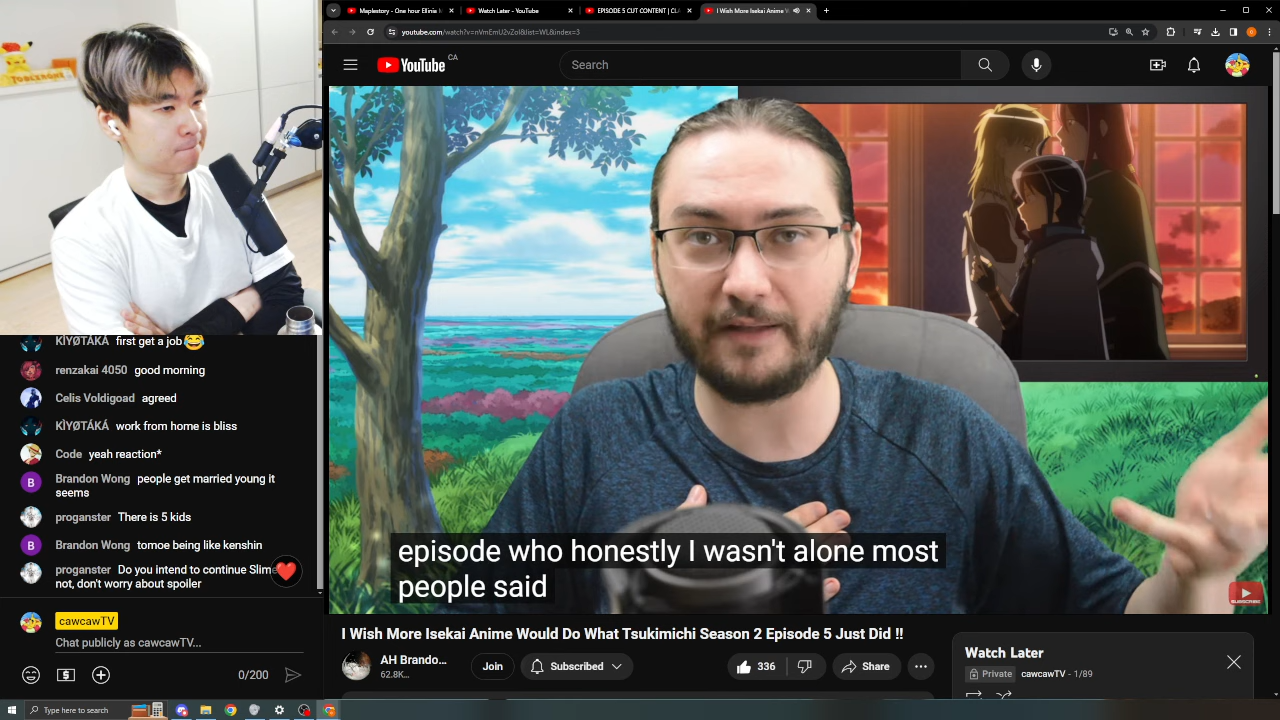 Maplestory - One hour Ellinia
Watch Later - YouTube
EPISODE 5 CUT CONTENT | CL
I Wish More Isekai Anime W
youtube.com/watch?v=nVmEmU2vZoI&list=WL&index=3
YouTube CA
Search
episode who honestly I wasn't alone most
people said
SUBSCRIBE
KÌYØTÁKÁ first get a job😂
renzakai 4050 good morning
Celis Voldigoad agreed
KÌYØTÁKÁ work from home is bliss
Code yeah reaction*
B Brandon Wong people get married young it
seems
proganster There is 5 kids
B Brandon Wong tomoe being like kenshin
proganster Do you intend to continue Slime
not, don't worry about spoiler
cawcawTV
Chat publicly as cawcawTV...
0/200
I Wish More Isekai Anime Would Do What Tsukimichi Season 2 Episode 5 Just Did !!
AH Brando...
62.8K...
Join
Subscribed
336
Share
Watch Later
Private cawcawTV - 1/89
Type here to search